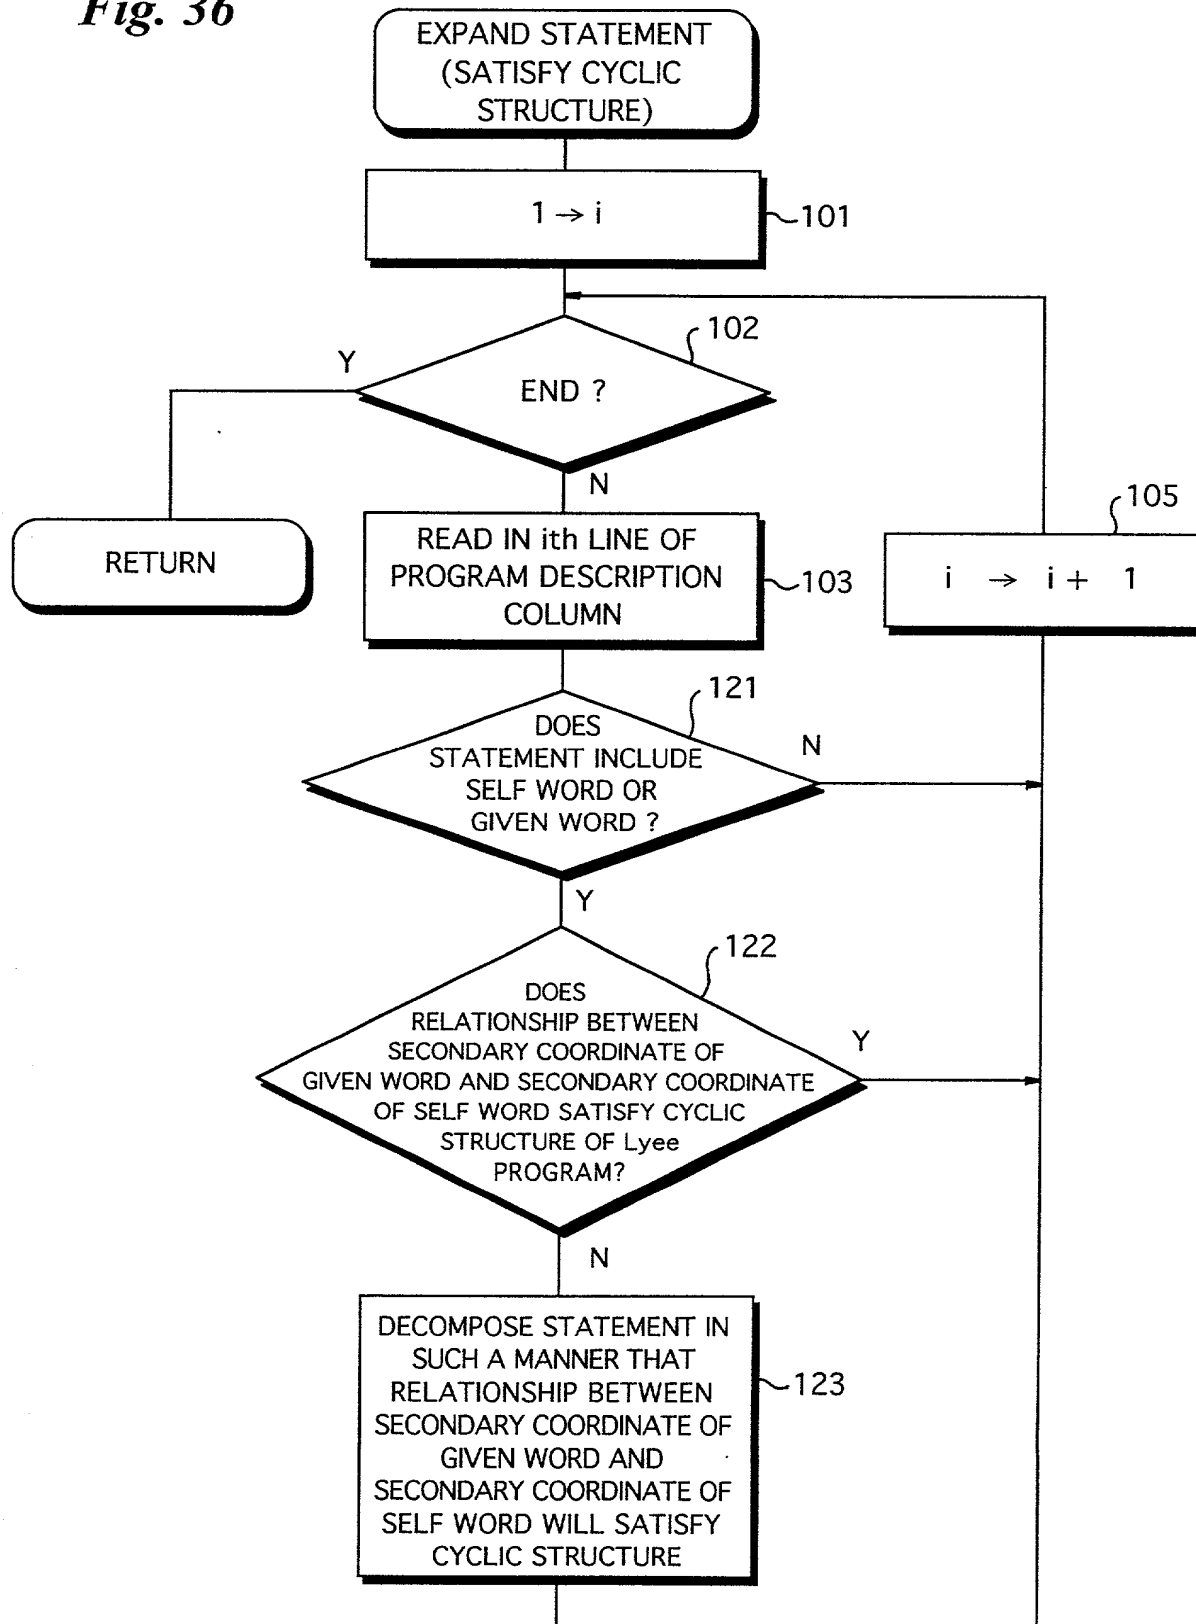 Fig. 36
EXPAND STATEMENT
(SATISFY CYCLIC
STRUCTURE)
1 → i
101
102
Y
END ?
N
RETURN
READ IN ith LINE OF
PROGRAM DESCRIPTION
COLUMN
103
105
i → i + 1
121
DOES
STATEMENT INCLUDE
SELF WORD OR
GIVEN WORD ?
N
Y
122
DOES
RELATIONSHIP BETWEEN
SECONDARY COORDINATE OF
GIVEN WORD AND SECONDARY COORDINATE
OF SELF WORD SATISFY CYCLIC
STRUCTURE OF Lyee
PROGRAM?
Y
N
DECOMPOSE STATEMENT IN
SUCH A MANNER THAT
RELATIONSHIP BETWEEN
SECONDARY COORDINATE OF
GIVEN WORD AND
SECONDARY COORDINATE OF
SELF WORD WILL SATISFY
CYCLIC STRUCTURE
123